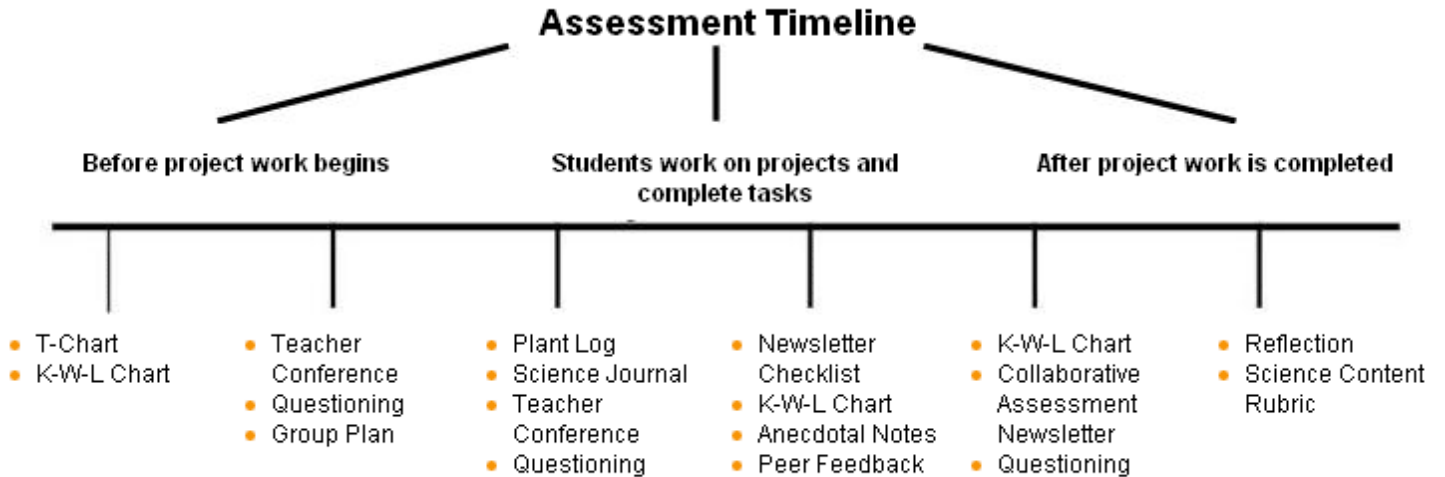 Assessment Timeline
Before project work begins
Students work on projects and
complete tasks
After project work is completed
T-Chart
K-W-L Chart
Teacher
Conference
Questioning
Group Plan
Plant Log
Science Journal
Teacher
Conference
Questioning
Newsletter
Checklist
K-W-L Chart
Anecdotal Notes
Peer Feedback
K-W-L Chart
Collaborative
Assessment
Newsletter
Questioning
Reflection
Science Content
Rubric